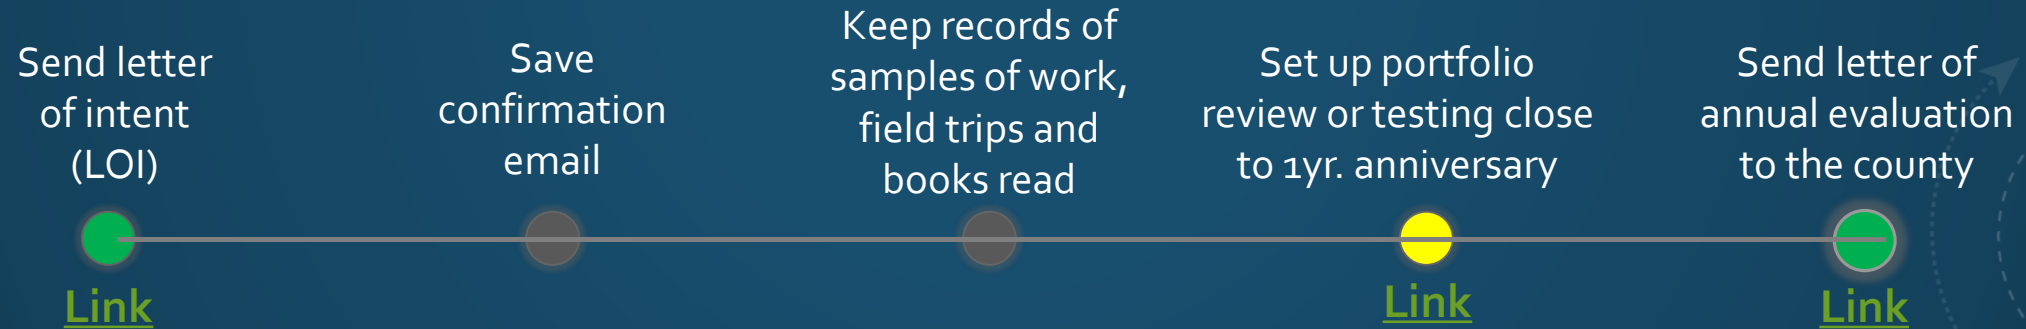 Send letter
of intent
(LOI)
Save
confirmation
email
Keep records of
samples of work,
field trips and
books read
Set up portfolio
review or testing close
to 1yr. anniversary
Send letter of
annual evaluation
to the county
Link
Link
Link